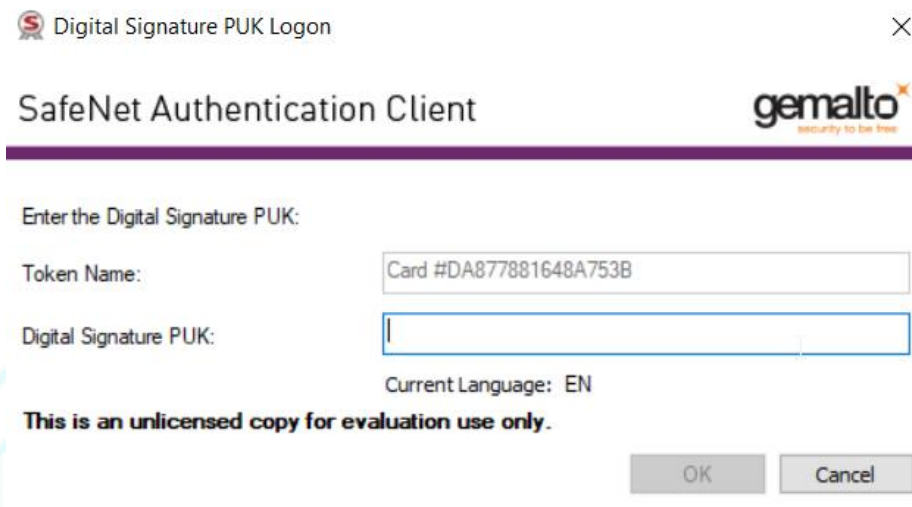 Digital Signature PUK Logon
SafeNet Authentication Client
gemalto
security to be free
Enter the Digital Signature PUK:
Token Name: Card #DA877881648A753B
Digital Signature PUK:
Current Language: EN
This is an unlicensed copy for evaluation use only.
OK Cancel